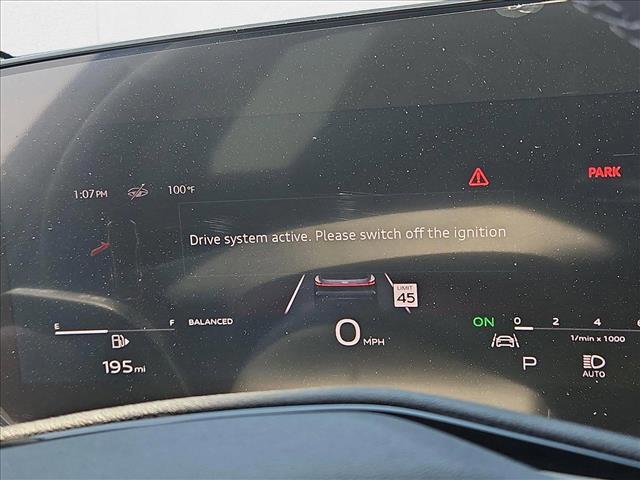 PARK
1:07 PM 100 °F
Drive system active. Please switch off the ignition
LIMIT
45
E F BALANCED
0 MPH
ON 0 2 4 6
1/min x 1000
195 mi
P
AUTO